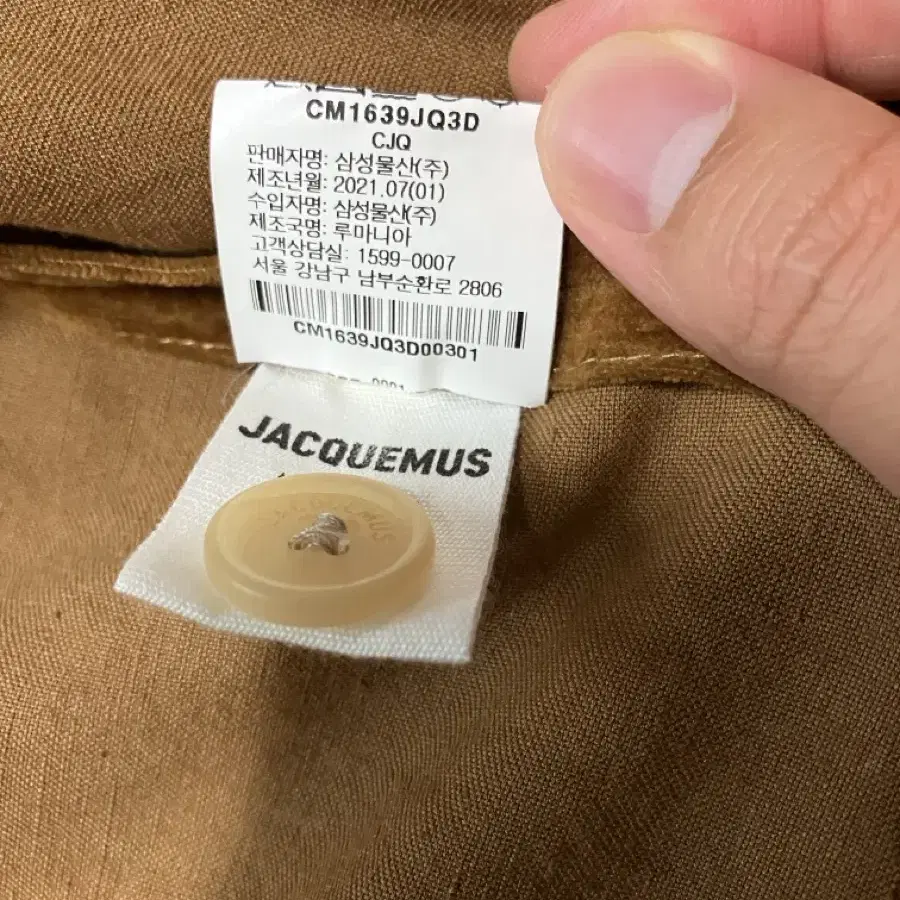 CM1639JQ3D
CJQ
판매자명: 삼성물산(주)
제조년월: 2021.07(01)
수입자명: 삼성물산(주)
제조국명: 루마니아
고객상담실: 1599-0007
서울 강남구 남부순환로 2806
CM1639JQ3D00301
JACQUEMUS
JACQUEMUS